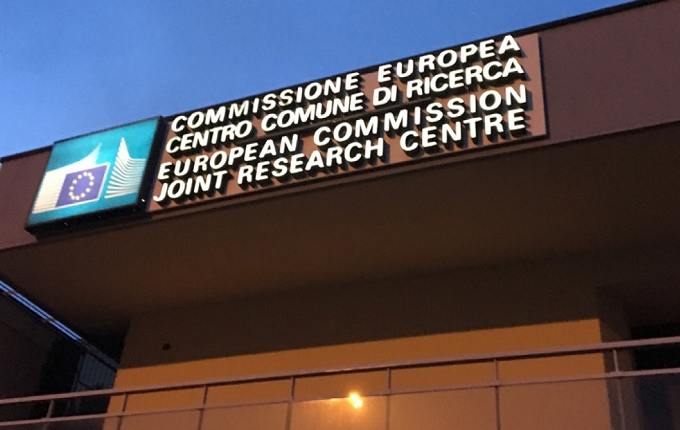 COMMISSIONE EUROPEA
CENTRO COMUNE DI RICERCA
EUROPEAN COMMISSION
JOINT RESEARCH CENTRE